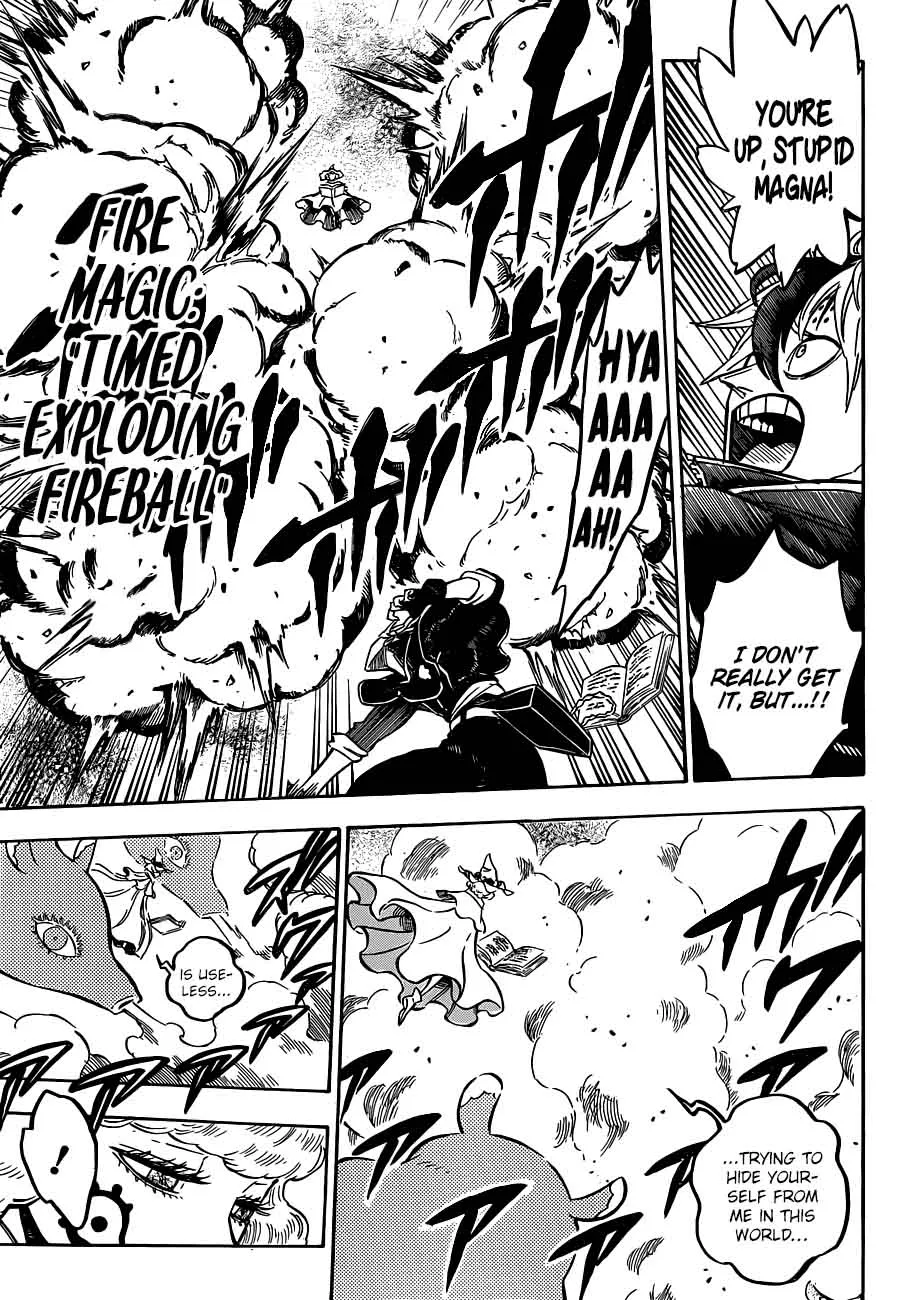 YOU'RE
UP, STUPID
MAGNA!
I DON'T
REALLY GET
IT, BUT...!!
HYA
AAA
AA
AH!
FIRE
MAGIC:
"TIMED
EXPLODING
FIREBALL"
...TRYING TO
HIDE YOUR-
SELF FROM
ME IN THIS
WORLD...
IS USE-
LESS...
!